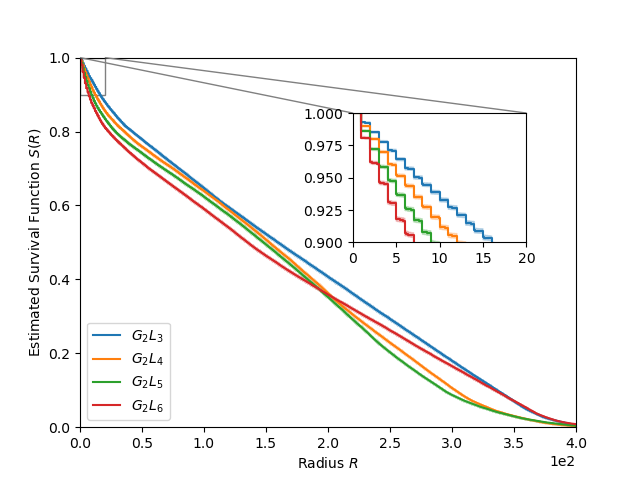 Estimated Survival Function S(R)
1.0
0.8
0.6
0.4
0.2
0.0
1.000
0.975
0.950
0.925
0.900
0 5 10 15 20
G₂L₃
G₂L₄
G₂L₅
G₂L₆
0.0 0.5 1.0 1.5 2.0 2.5 3.0 3.5 4.0
Radius R
1e2